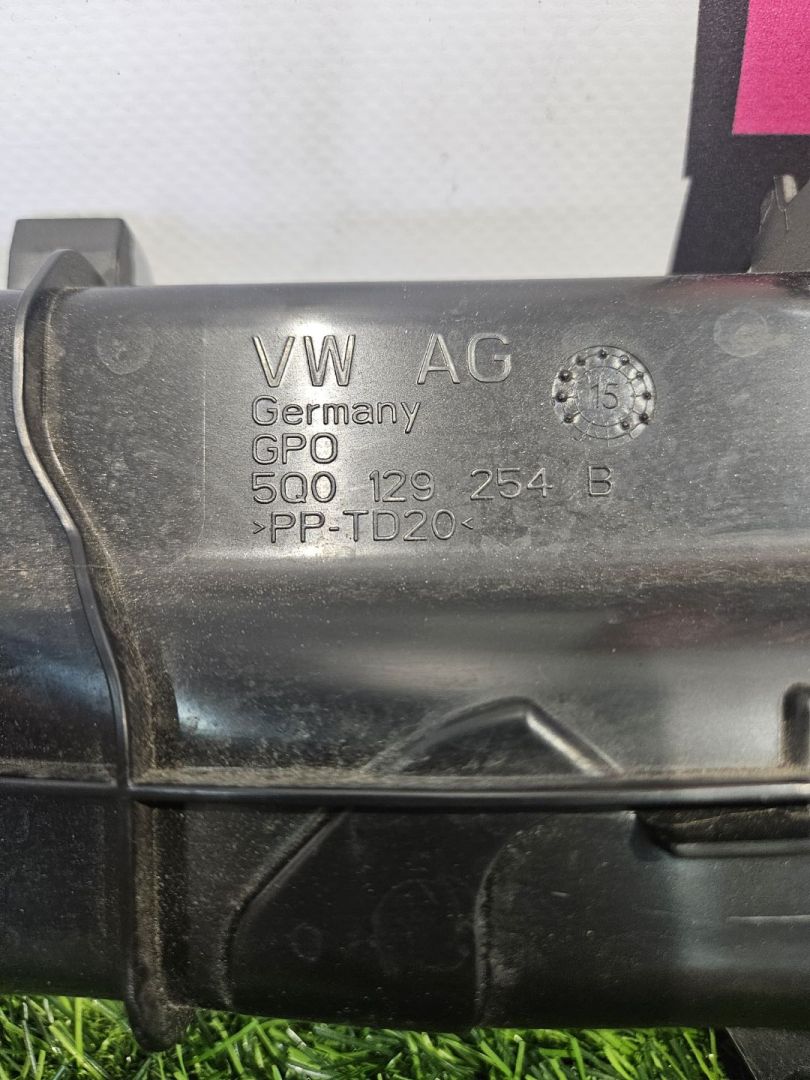 VW AG
15
Germany
GPO
5Q0 129 254 B
>PP-TD20<